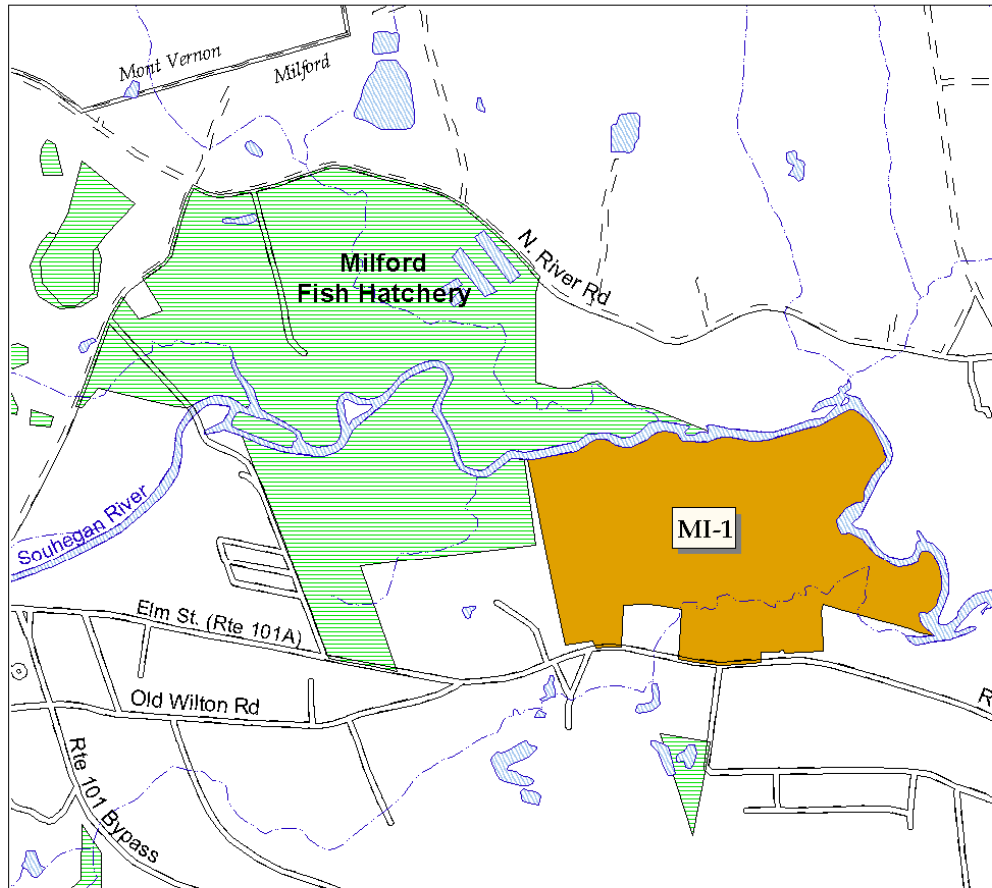 Mont Vernon
Milford
Milford
Fish Hatchery
N. River Rd
MI-1
Souhegan River
Elm St. (Rte 101A)
Old Wilton Rd
R
Rte 101 Bypass